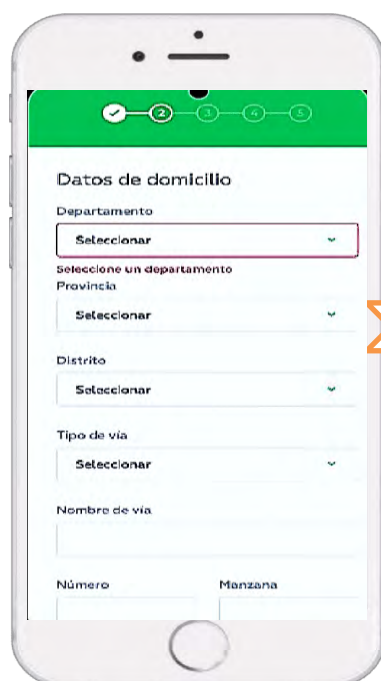 2 3 4 5
Datos de domicilio
Departamento
Seleccionar
Seleccione un departamento
Provincia
Seleccionar
Distrito
Seleccionar
Tipo de vía
Seleccionar
Nombre de vía
Número Manzana